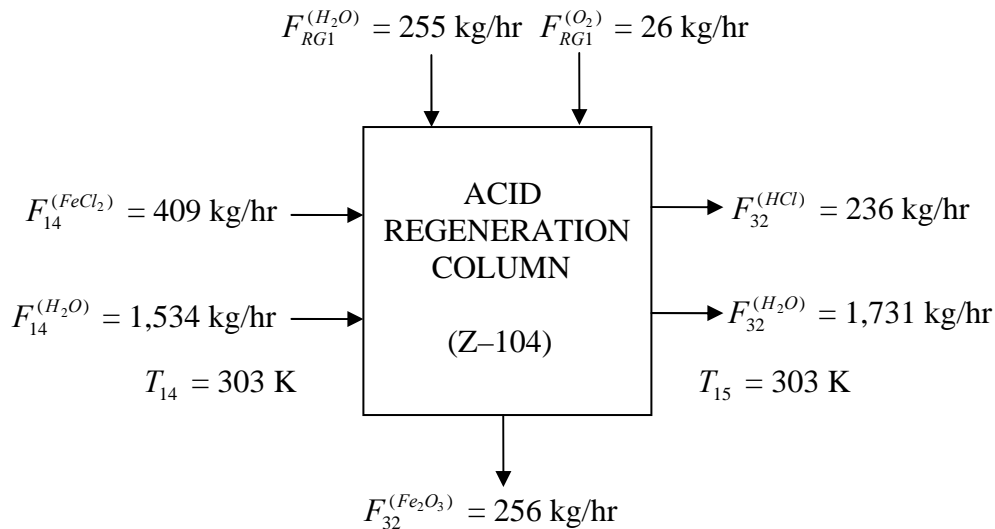 F_{RG1}^{(H_2O)} = 255 kg/hr F_{RG1}^{(O_2)} = 26 kg/hr
F_{14}^{(FeCl_2)} = 409 kg/hr
ACID
REGENERATION
COLUMN
(Z–104)
F_{32}^{(HCl)} = 236 kg/hr
F_{14}^{(H_2O)} = 1,534 kg/hr
F_{32}^{(H_2O)} = 1,731 kg/hr
T_{14} = 303 K
T_{15} = 303 K
F_{32}^{(Fe_2O_3)} = 256 kg/hr